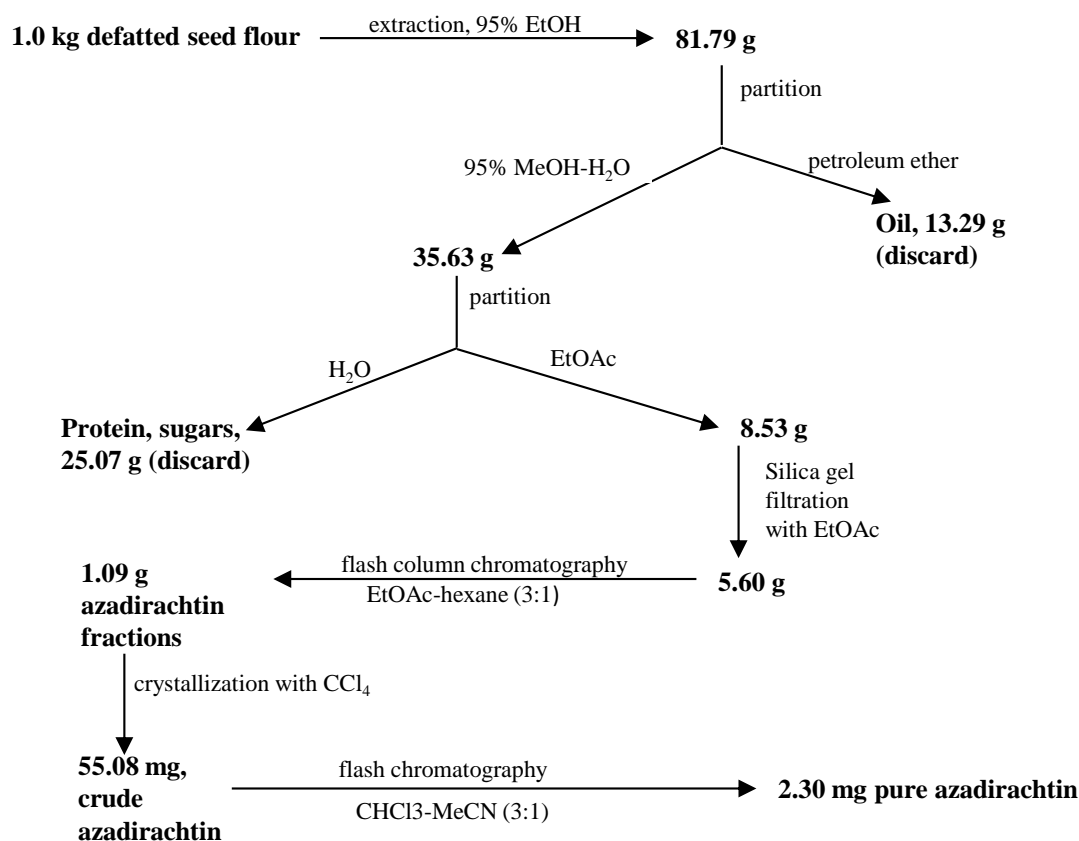 1.0 kg defatted seed flour
extraction, 95% EtOH
81.79 g
partition
95% MeOH-H₂O
petroleum ether
Oil, 13.29 g
(discard)
35.63 g
partition
H₂O
EtOAc
Protein, sugars,
25.07 g (discard)
8.53 g
Silica gel
filtration
with EtOAc
5.60 g
flash column chromatography
EtOAc-hexane (3:1)
1.09 g
azadirachtin
fractions
crystallization with CCl₄
55.08 mg,
crude
azadirachtin
flash chromatography
CHCl3-MeCN (3:1)
2.30 mg pure azadirachtin